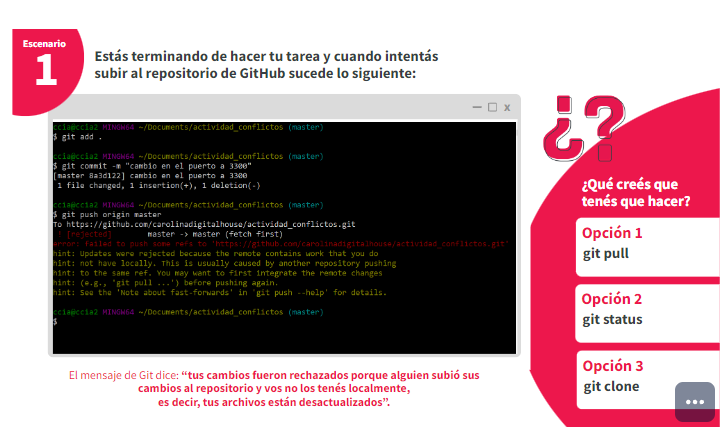 Escenario
1
Estás terminando de hacer tu tarea y cuando intentás
subir al repositorio de GitHub sucede lo siguiente:
ccia@ccia2 MINGW64 ~/Documents/actividad_conflictos (master)
$ git add .
ccia@ccia2 MINGW64 ~/Documents/actividad_conflictos (master)
$ git commit -m "cambio en el puerto a 3300"
[master 8a3d122] cambio en el puerto a 3300
1 file changed, 1 insertion(+), 1 deletion(-)
ccia@ccia2 MINGW64 ~/Documents/actividad_conflictos (master)
$ git push origin master
To https://github.com/carolinadigitalhouse/actividad_conflictos.git
! [rejected] master -> master (fetch first)
error: failed to push some refs to 'https://github.com/carolinadigitalhouse/actividad_conflictos.git'
hint: Updates were rejected because the remote contains work that you do
hint: not have locally. This is usually caused by another repository pushing
hint: to the same ref. You may want to first integrate the remote changes
hint: (e.g., 'git pull ...') before pushing again.
hint: See the 'Note about fast-forwards' in 'git push --help' for details.
ccia@ccia2 MINGW64 ~/Documents/actividad_conflictos (master)
$
El mensaje de Git dice: “tus cambios fueron rechazados porque alguien subió sus
cambios al repositorio y vos no los tenés localmente,
es decir, tus archivos están desactualizados”.
¿?
¿Qué creés que
tenés que hacer?
Opción 1
git pull
Opción 2
git status
Opción 3
git clone